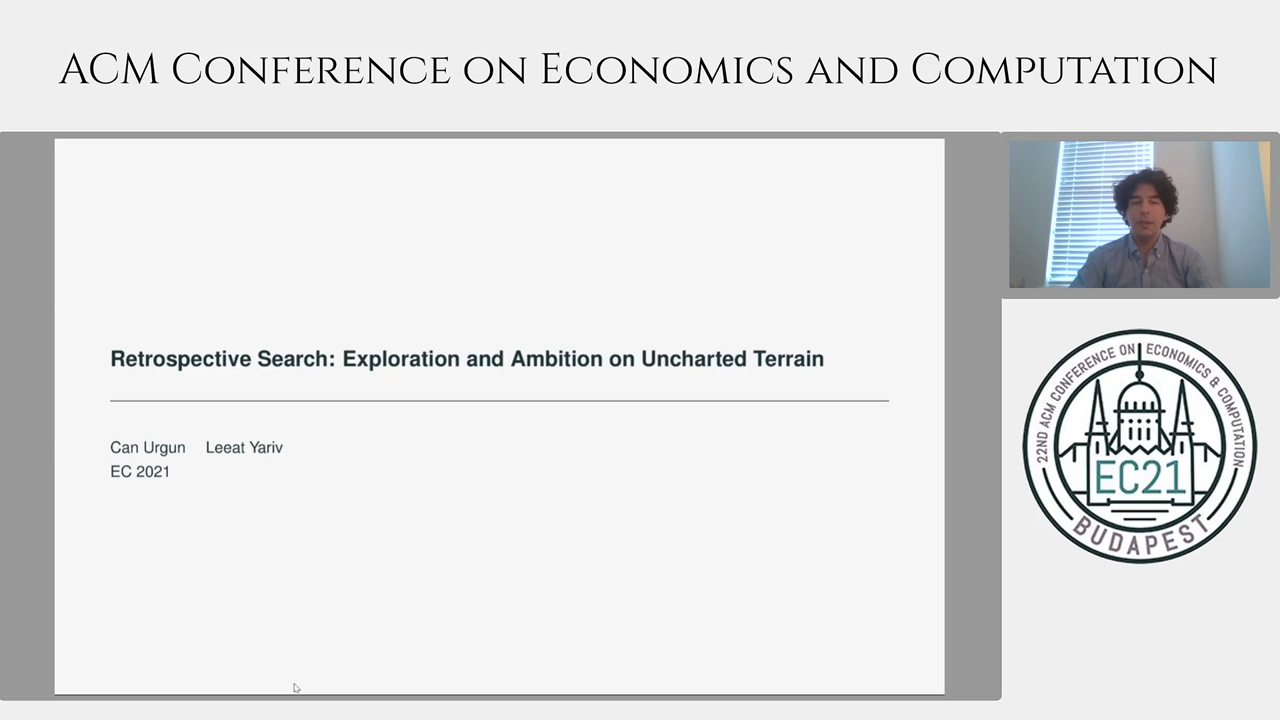 ACM Conference on Economics and Computation
Retrospective Search: Exploration and Ambition on Uncharted Terrain
Can Urgun Leeat Yariv
EC 2021
22ND ACM CONFERENCE ON ECONOMICS & COMPUTATION
EC21
BUDAPEST